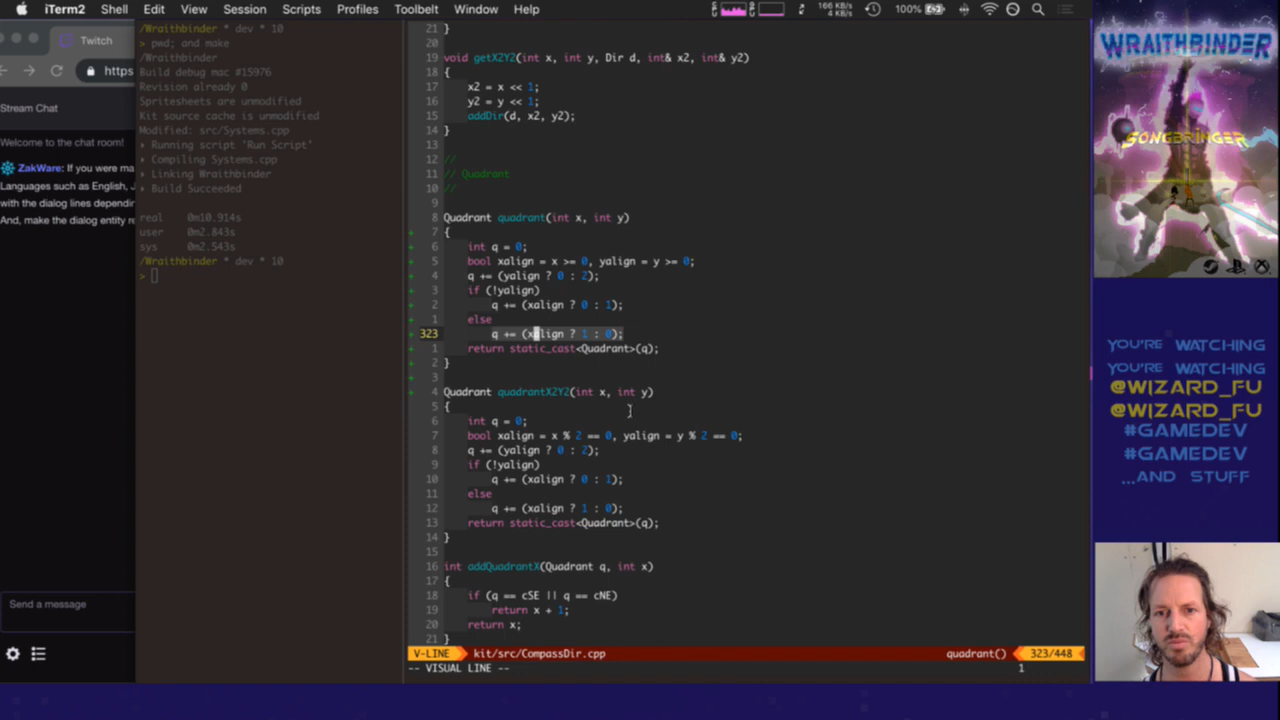 iTerm2 Shell Edit View Session Scripts Profiles Toolbelt Window Help
166 KB/s
4 KB/s
100%
Twitch
https
Stream Chat
Welcome to the chat room!
ZakWare: If you were ma
Languages such as English, J
with the dialog lines dependin
And, make the dialog entity re
Send a message
/Wraithbinder * dev * 10
> pwd; and make
/Wraithbinder
Build debug mac #15976
Revision already 0
Spritesheets are unmodified
Kit source cache is unmodified
Modified: src/Systems.cpp
Running script 'Run Script'
Compiling Systems.cpp
Linking Wraithbinder
Build Succeeded
real 0m10.914s
user 0m2.843s
sys 0m2.543s
/Wraithbinder * dev * 10
>
21 }
20
19 void getX2Y2(int x, int y, Dir d, int& x2, int& y2)
18 {
17 x2 = x << 1;
16 y2 = y << 1;
15 addDir(d, x2, y2);
14 }
13
12 //
11 // Quadrant
10 //
9
8 Quadrant quadrant(int x, int y)
+ 7 {
+ 6 int q = 0;
+ 5 bool xalign = x >= 0, yalign = y >= 0;
+ 4 q += (yalign ? 0 : 2);
+ 3 if (!yalign)
+ 2 q += (xalign ? 0 : 1);
+ 1 else
+ 323 q += (xalign ? 1 : 0);
+ 1 return static_cast<Quadrant>(q);
+ 2 }
+ 3
+ 4 Quadrant quadrantX2Y2(int x, int y)
5 {
6 int q = 0;
7 bool xalign = x % 2 == 0, yalign = y % 2 == 0;
8 q += (yalign ? 0 : 2);
9 if (!yalign)
10 q += (xalign ? 0 : 1);
11 else
12 q += (xalign ? 1 : 0);
13 return static_cast<Quadrant>(q);
14 }
15
16 int addQuadrantX(Quadrant q, int x)
17 {
18 if (q == cSE || q == cNE)
19 return x + 1;
20 return x;
21 }
V-LINE kit/src/CompassDir.cpp quadrant() 323/448
-- VISUAL LINE -- 1
WRAITHBINDER
SONGBRINGER
YOU'RE WATCHING
YOU'RE WATCHING
@WIZARD_FU
@WIZARD_FU
#GAMEDEV
#GAMEDEV
...AND STUFF